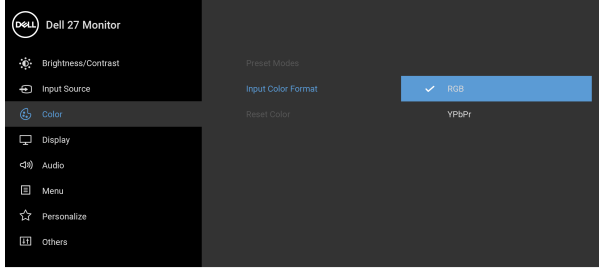 DELL Dell 27 Monitor
Brightness/Contrast
Preset Modes
Input Source
Input Color Format
RGB
Color
Reset Color
YPbPr
Display
Audio
Menu
Personalize
Others